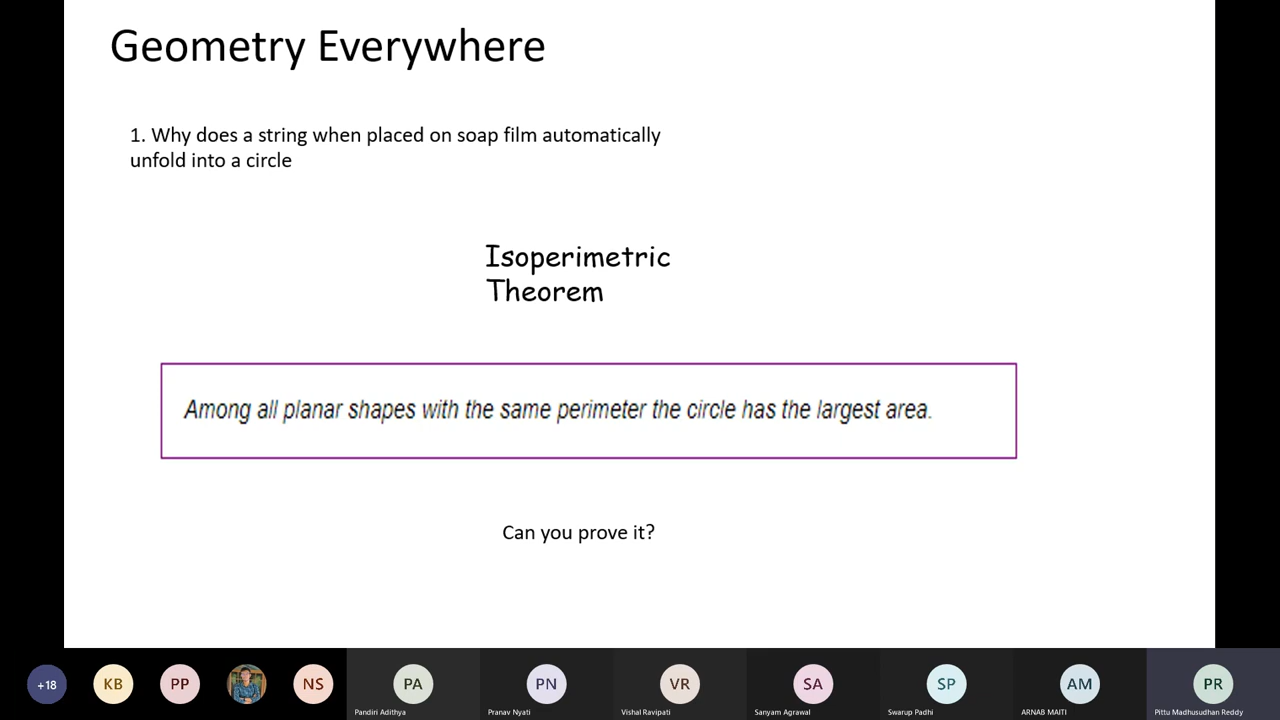 Geometry Everywhere
1. Why does a string when placed on soap film automatically
unfold into a circle
Isoperimetric
Theorem
Among all planar shapes with the same perimeter the circle has the largest area.
Can you prove it?
+18
KB
PP
NS
PA
PN
VR
SA
SP
AM
PR
Pandiri Adithya
Pranav Nyati
Vishal Ravipati
Sanyam Agrawal
Swarup Padhi
ARNAB MAITI
Pittu Madhusudhan Reddy